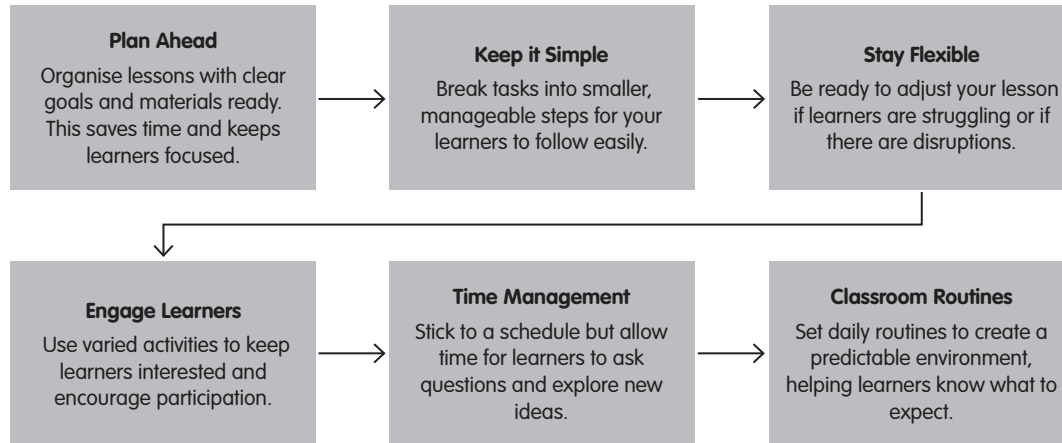 Plan Ahead
Organise lessons with clear
goals and materials ready.
This saves time and keeps
learners focused.
Keep it Simple
Break tasks into smaller,
manageable steps for your
learners to follow easily.
Stay Flexible
Be ready to adjust your lesson
if learners are struggling or if
there are disruptions.
Engage Learners
Use varied activities to keep
learners interested and
encourage participation.
Time Management
Stick to a schedule but allow
time for learners to ask
questions and explore new
ideas.
Classroom Routines
Set daily routines to create a
predictable environment,
helping learners know what to
expect.